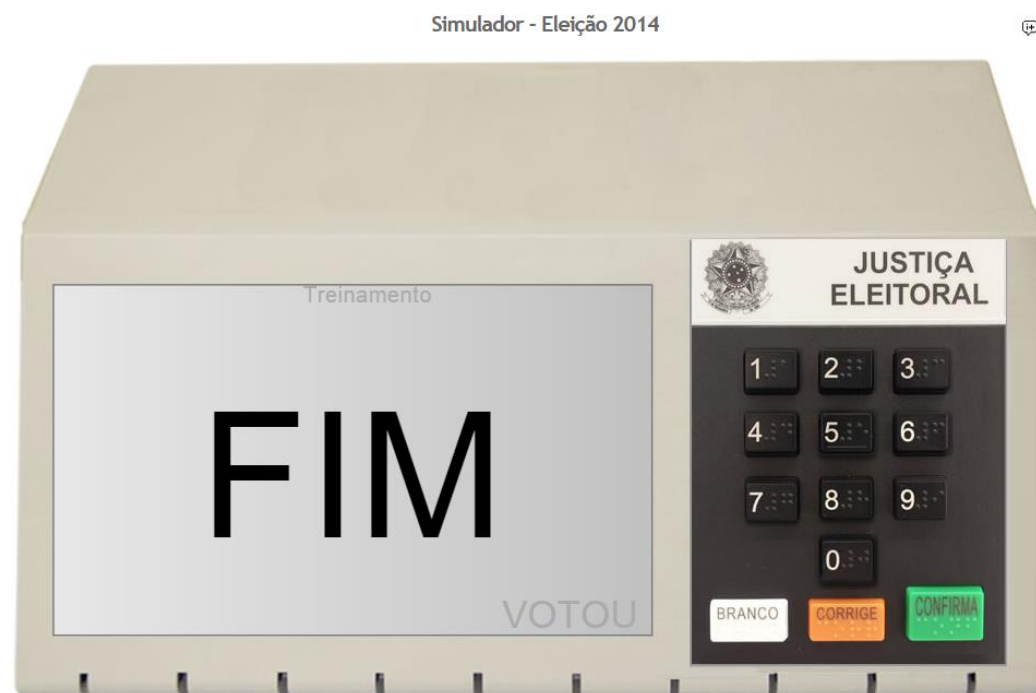 Simulador - Eleição 2014
JUSTIÇA
ELEITORAL
Treinamento
FIM
VOTOU
1
2
3
4
5
6
7
8
9
0
BRANCO
CORRIGE
CONFIRMA